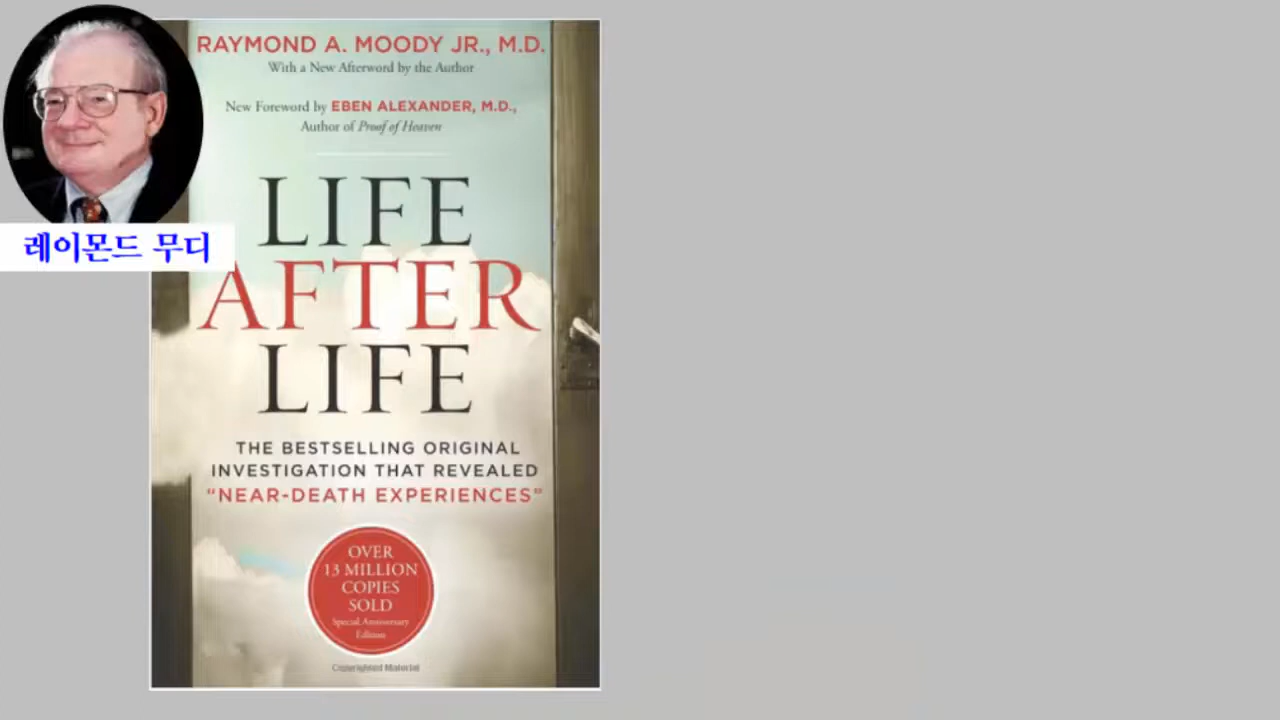 RAYMOND A. MOODY JR., M.D.
With a New Afterword by the Author
New Foreword by EBEN ALEXANDER, M.D.,
Author of Proof of Heaven
레이몬드 무디
LIFE
AFTER
LIFE
THE BESTSELLING ORIGINAL
INVESTIGATION THAT REVEALED
“NEAR-DEATH EXPERIENCES”
OVER
13 MILLION
COPIES
SOLD
Special Anniversary
Edition
Copyrighted Material